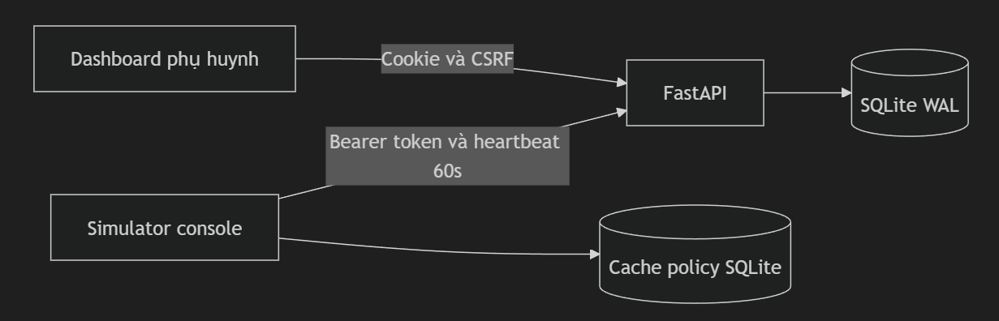 Dashboard phụ huynh
Cookie và CSRF
FastAPI
SQLite WAL
Bearer token và heartbeat
60s
Simulator console
Cache policy SQLite